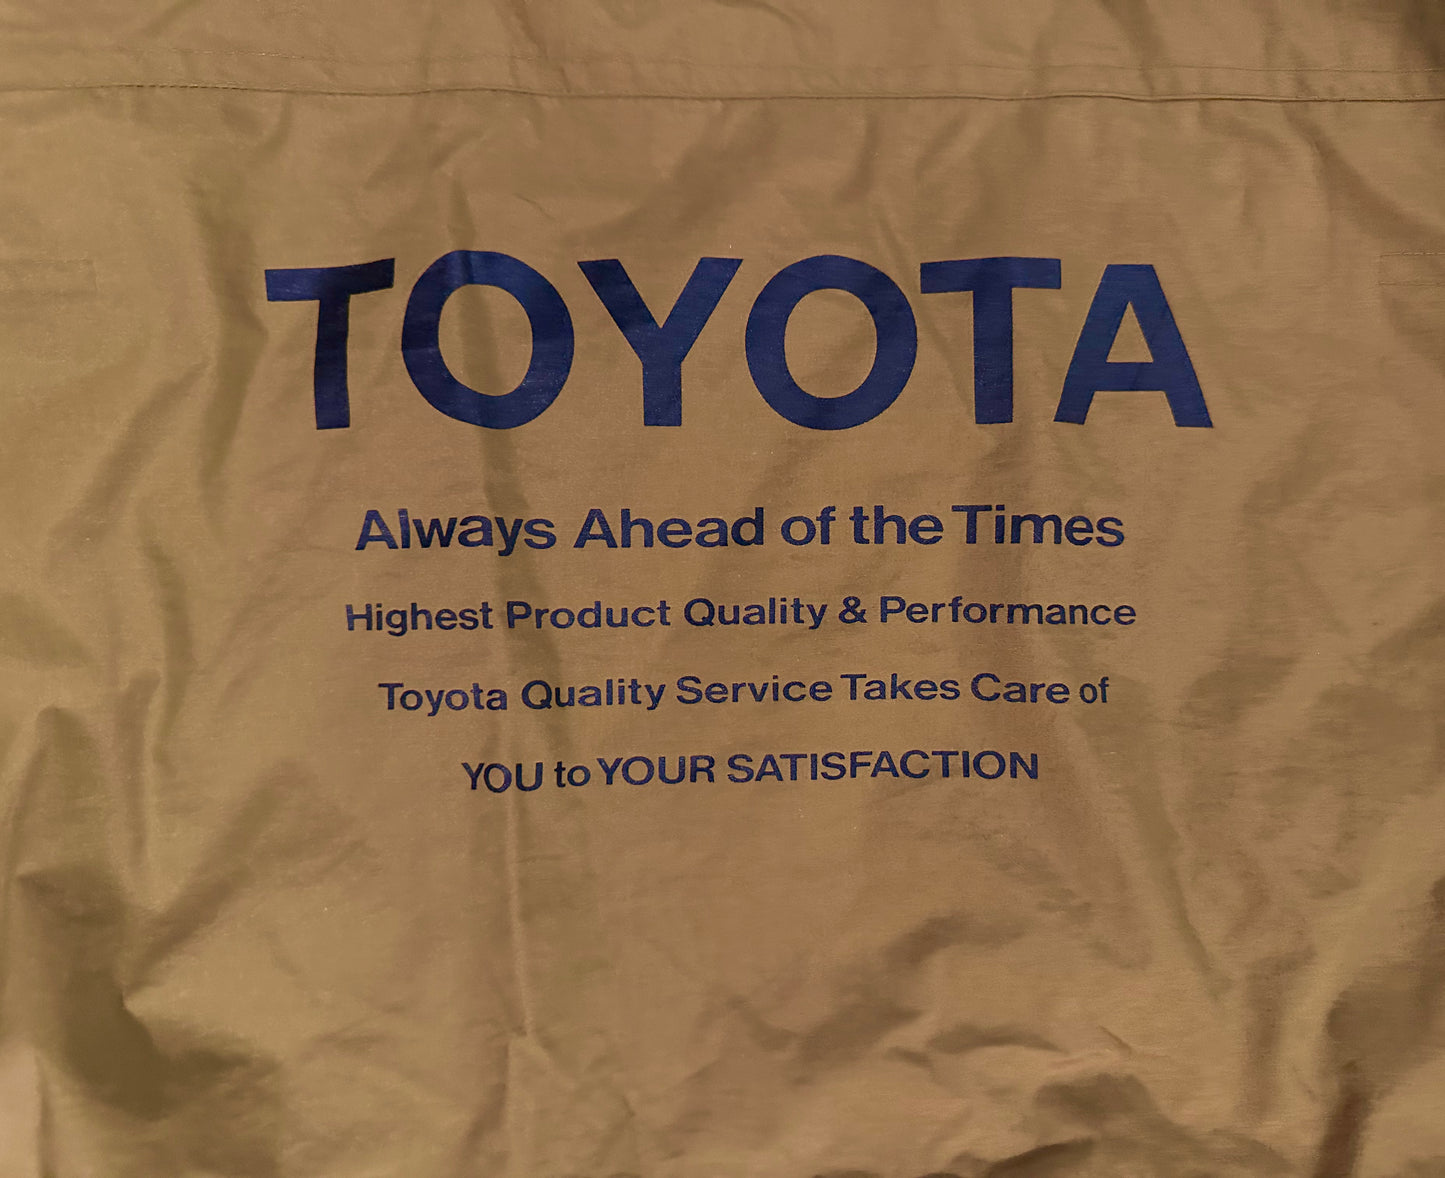 TOYOTA
Always Ahead of the Times
Highest Product Quality & Performance
Toyota Quality Service Takes Care of
YOU to YOUR SATISFACTION